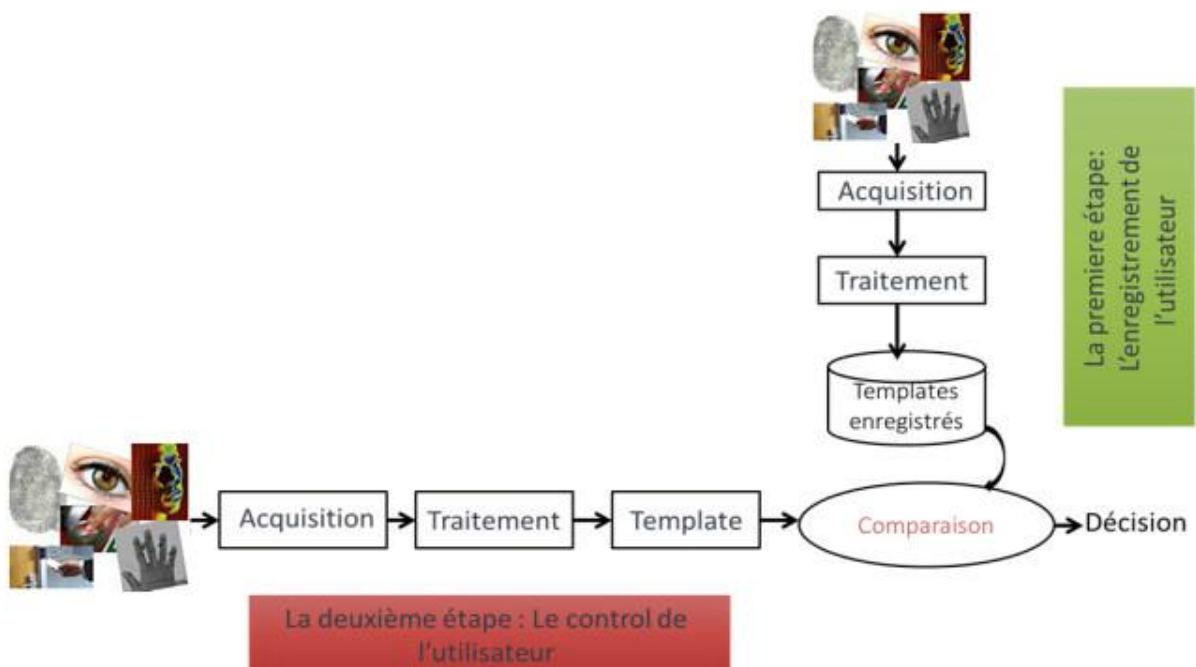 Acquisition
Traitement
Templates
enregistrés
La premiere étape:
L'enregistrement de
l'utilisateur
Acquisition
Traitement
Template
Comparaison
Décision
La deuxième étape : Le control de
l'utilisateur